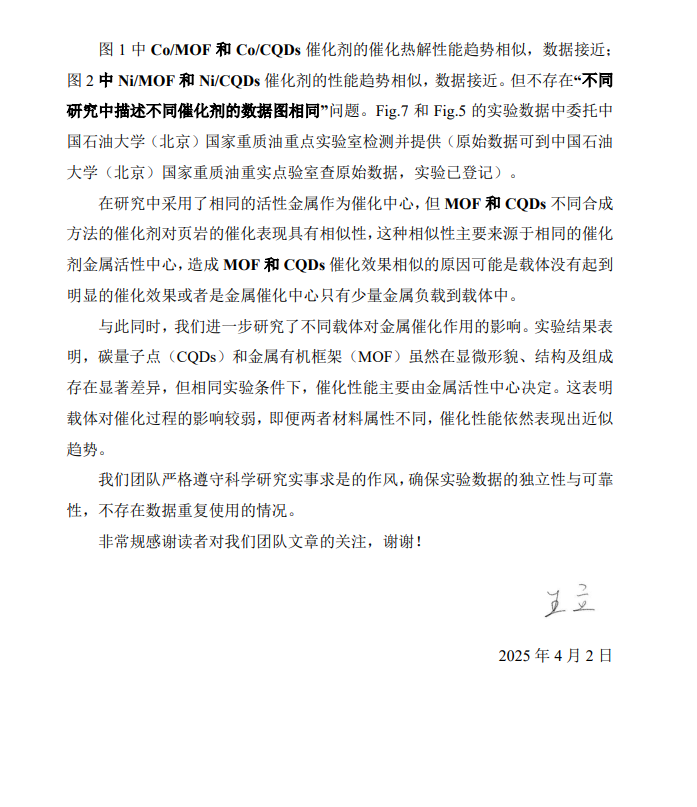 图 1 中 Co/MOF 和 Co/CQDs 催化剂的催化热解性能趋势相似，数据接近；
图 2 中 Ni/MOF 和 Ni/CQDs 催化剂的性能趋势相似，数据接近。但不存在“不同
研究中描述不同催化剂的数据图相同”问题。Fig.7 和 Fig.5 的实验数据中委托中
国石油大学（北京）国家重质油重点实验室检测并提供（原始数据可到中国石油
大学（北京）国家重质油重实点验室查原始数据，实验已登记）。
在研究中采用了相同的活性金属作为催化中心，但 MOF 和 CQDs 不同合成
方法的催化剂对页岩的催化表现具有相似性，这种相似性主要来源于相同的催化
剂金属活性中心，造成 MOF 和 CQDs 催化效果相似的原因可能是载体没有起到
明显的催化效果或者是金属催化中心只有少量金属负载到载体中。
与此同时，我们进一步研究了不同载体对金属催化作用的影响。实验结果表
明，碳量子点（CQDs）和金属有机框架（MOF）虽然在显微形貌、结构及组成
存在显著差异，但相同实验条件下，催化性能主要由金属活性中心决定。这表明
载体对催化过程的影响较弱，即便两者材料属性不同，催化性能依然表现出近似
趋势。
我们团队严格遵守科学研究实事求是的作风，确保实验数据的独立性与可靠
性，不存在数据重复使用的情况。
非常规感谢读者对我们团队文章的关注，谢谢！
王立
2025 年 4 月 2 日